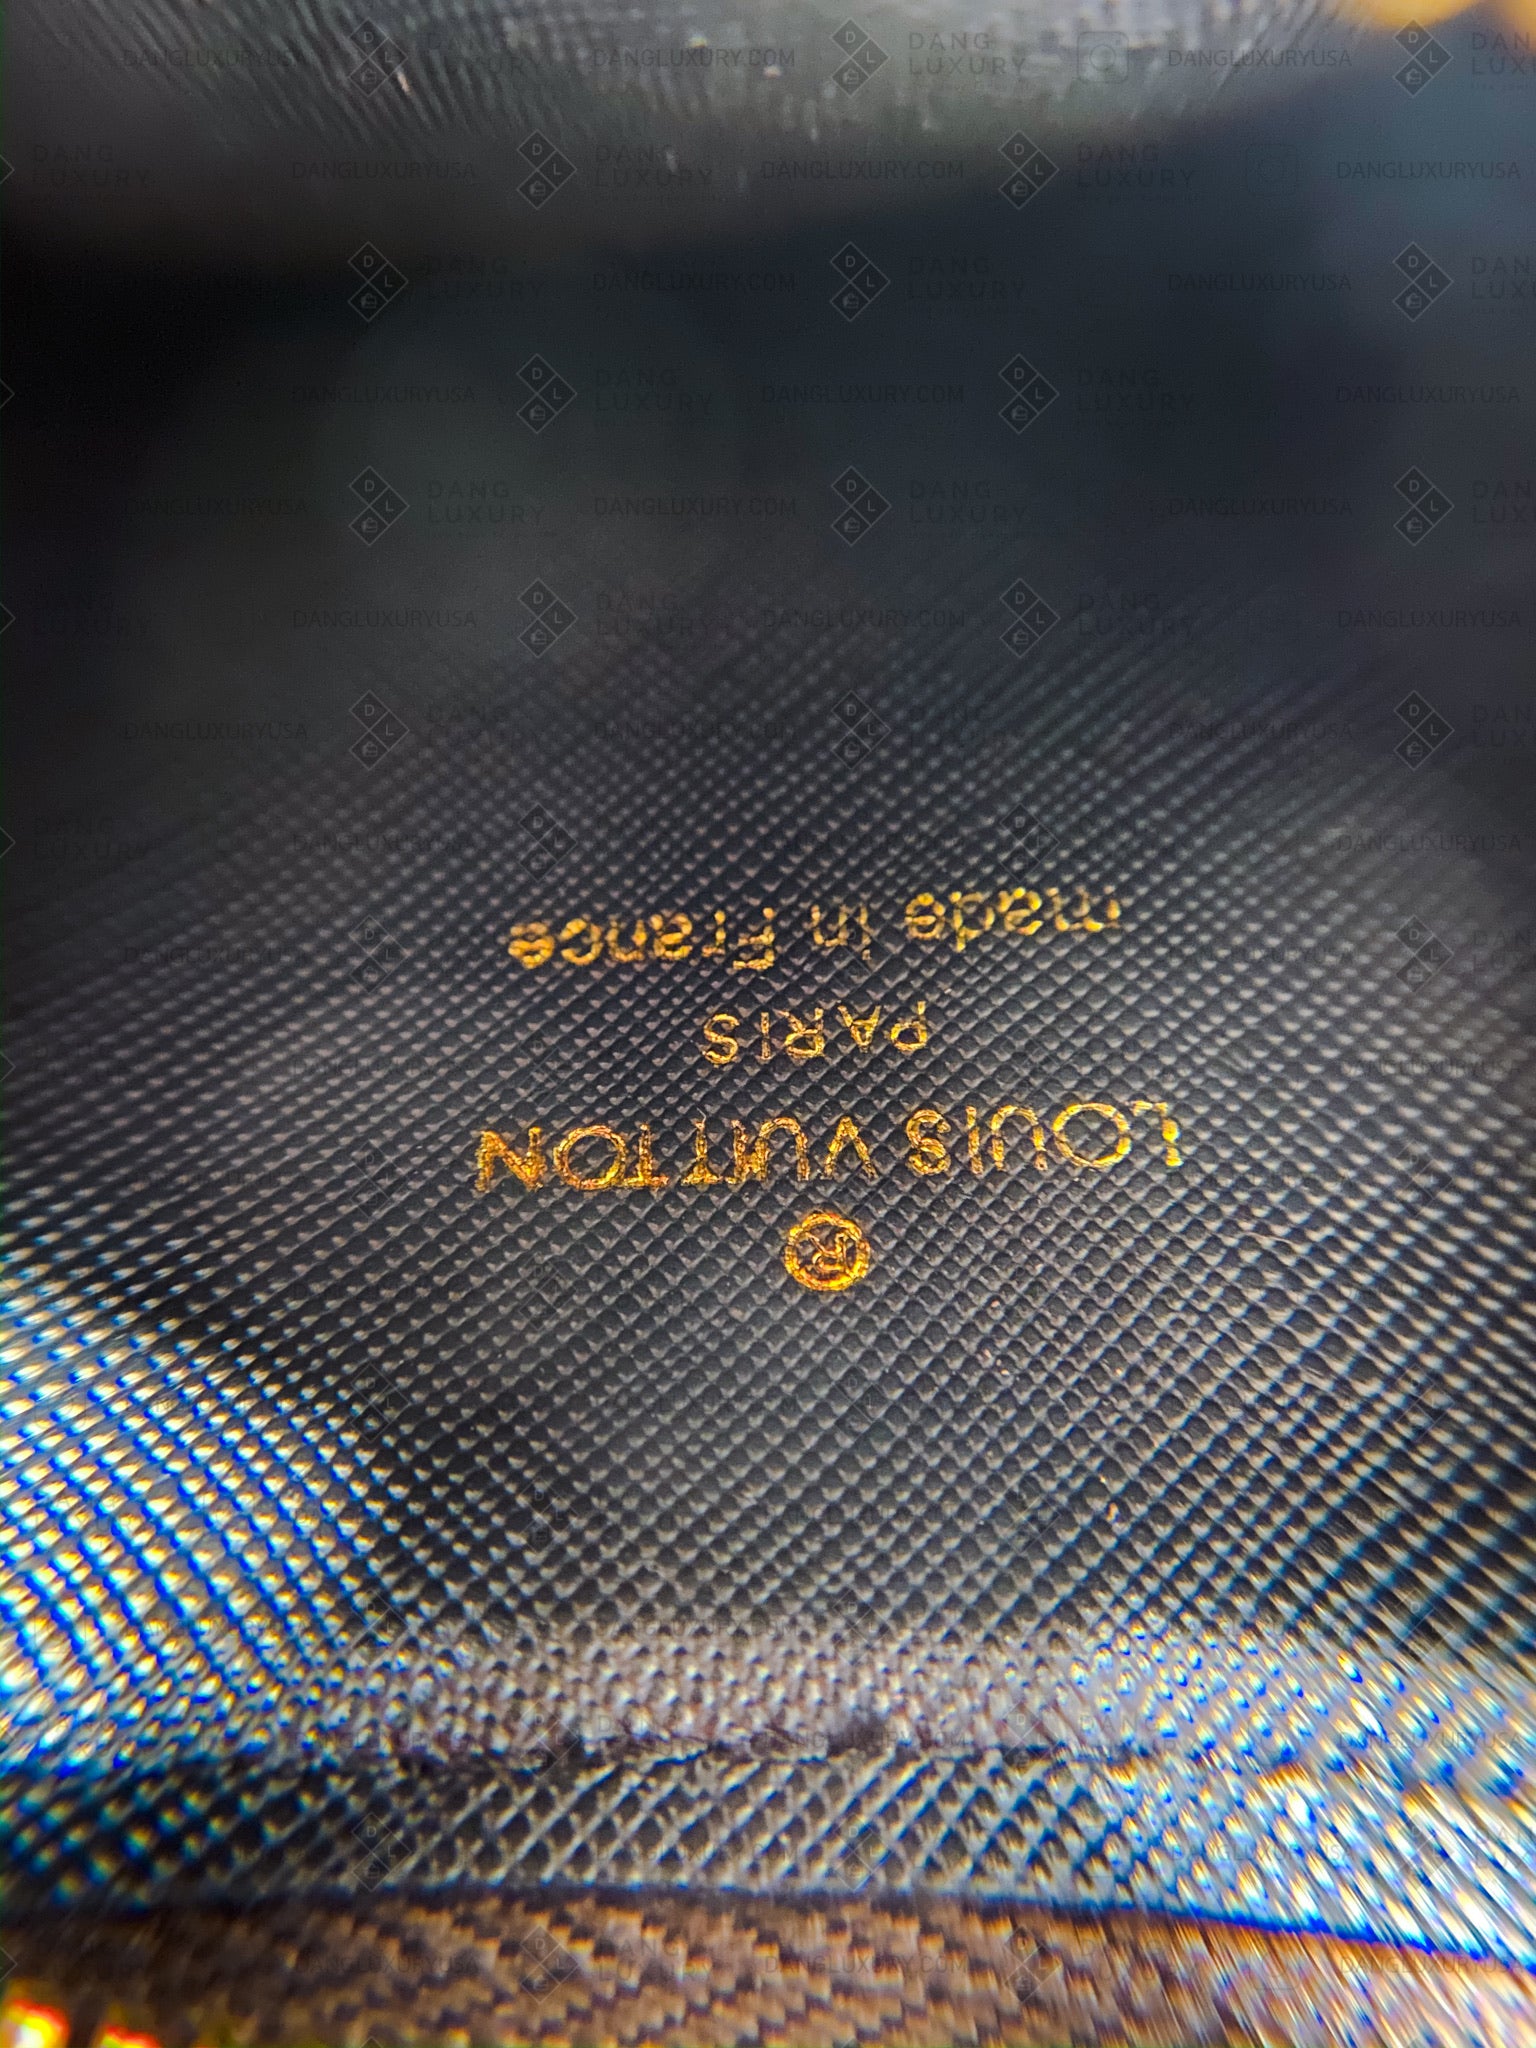 ®
LOUIS VUITTON
PARIS
made in France
DANGLUXURYUSA
DANG
LUXURY
DANGLUXURY.COM